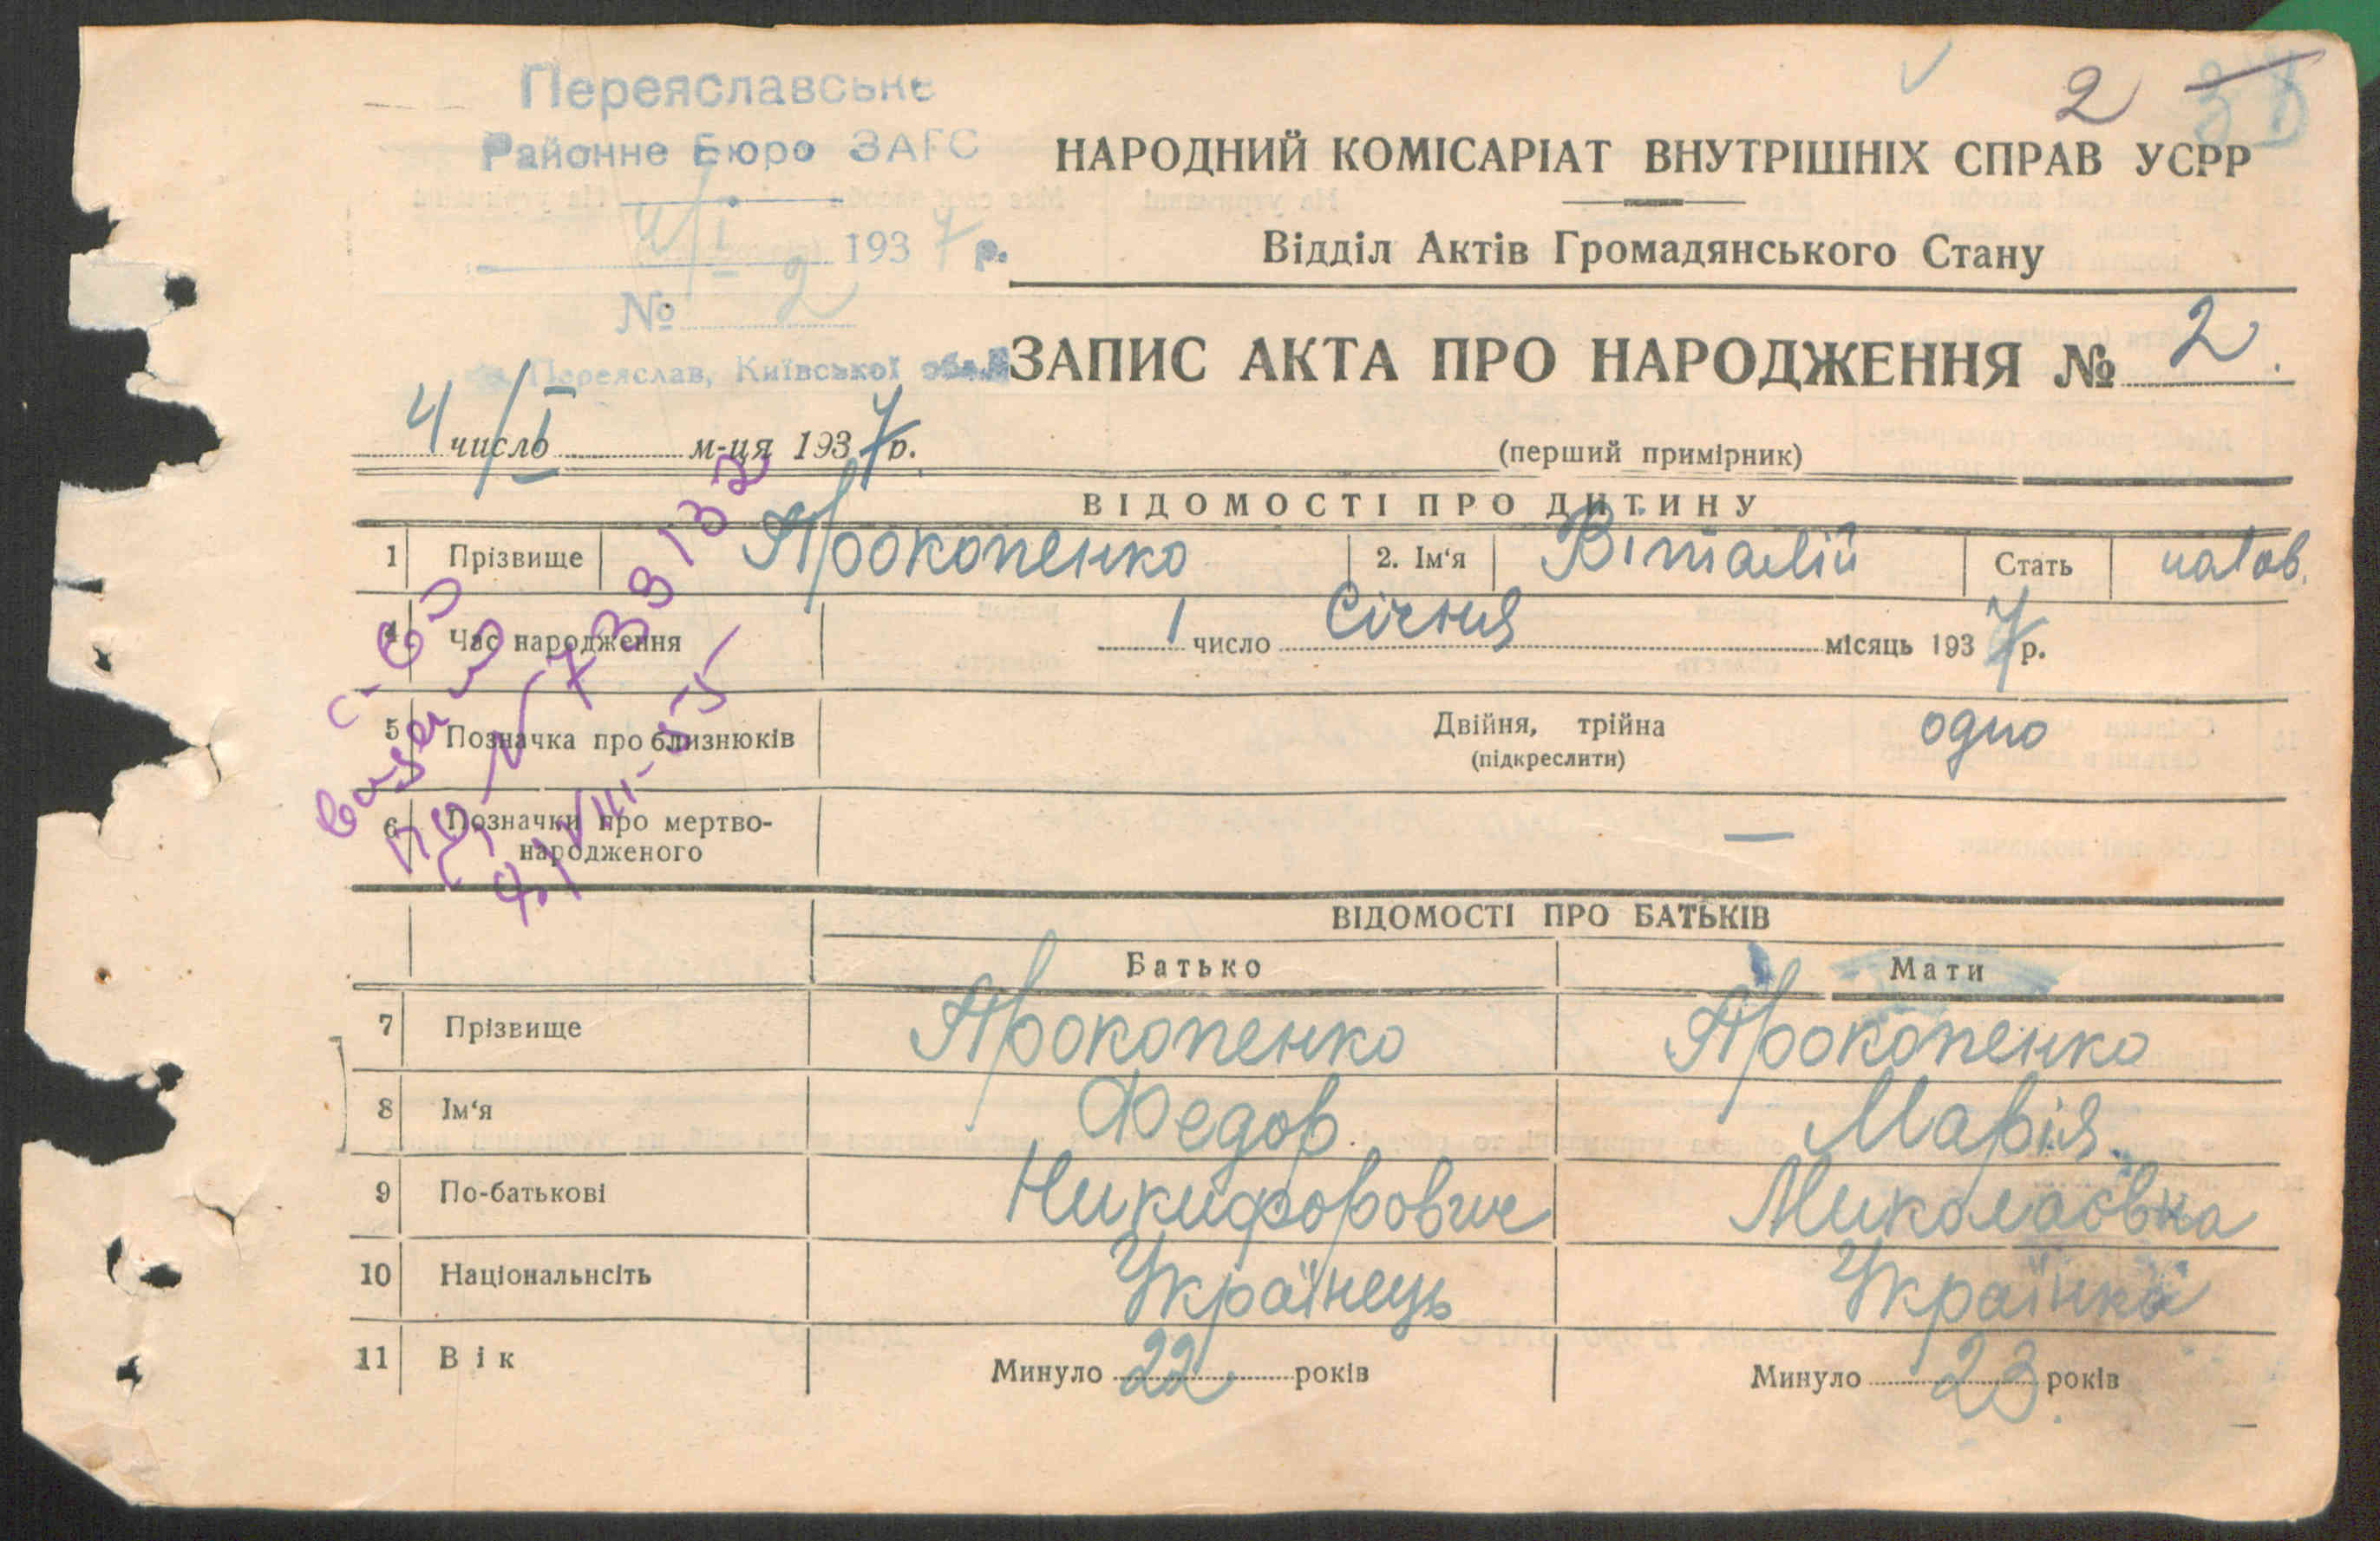 2
Переяславське
Районне Бюро ЗАГС
4/I 1937 р.
№ 2
Переяслав, Київської обл.
НАРОДНИЙ КОМІСАРІАТ ВНУТРІШНІХ СПРАВ УСРР
Відділ Актів Громадянського Стану
ЗАПИС АКТА ПРО НАРОДЖЕННЯ № 2.
4 число I м-ця 1937 р.
(перший примірник)
ВІДОМОСТІ ПРО ДИТИНУ
1 Прізвище Прокопенко 2. Ім'я Віталій Стать чолов.
4 Час народження 1 число Січня місяць 1937 р.
5 Позначка про близнюків Двійня, трійна одно
(підкреслити)
6 Позначки про мертво-
народженого —
ВІДОМОСТІ ПРО БАТЬКІВ
Батько Мати
7 Прізвище Прокопенко Прокопенко
8 Ім'я Федор Марія
9 По-батькові Никифорович Миколаєвна
10 Національнсіть Українець Українка
11 Вік Минуло 22 років Минуло 23 років